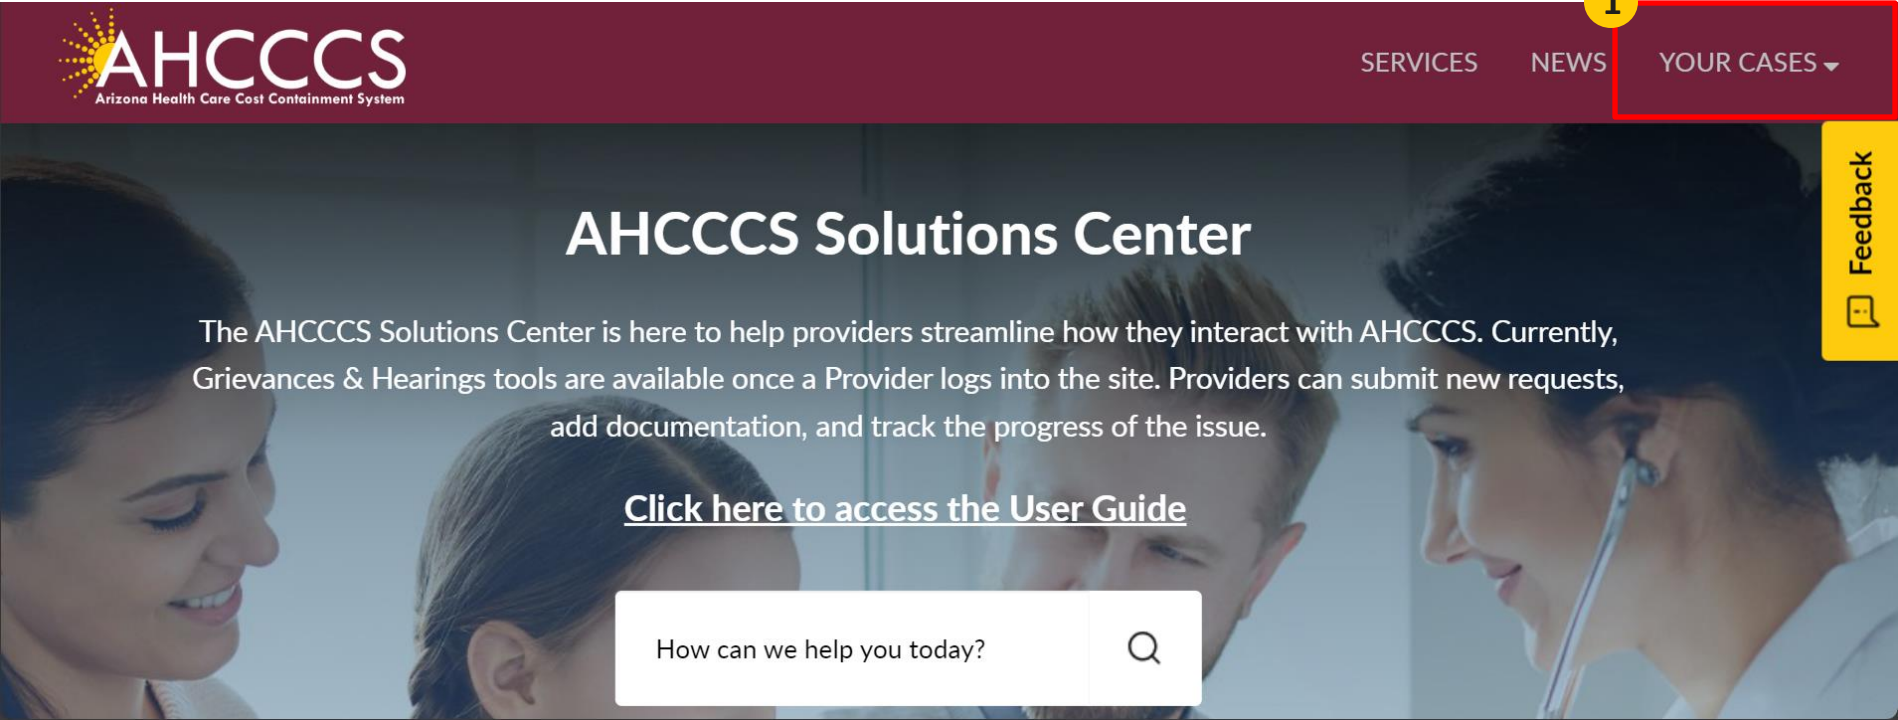 1
AHCCCS
Arizona Health Care Cost Containment System
SERVICES NEWS YOUR CASES
Feedback
AHCCCS Solutions Center
The AHCCCS Solutions Center is here to help providers streamline how they interact with AHCCCS. Currently,
Grievances & Hearings tools are available once a Provider logs into the site. Providers can submit new requests,
add documentation, and track the progress of the issue.
Click here to access the User Guide
How can we help you today?